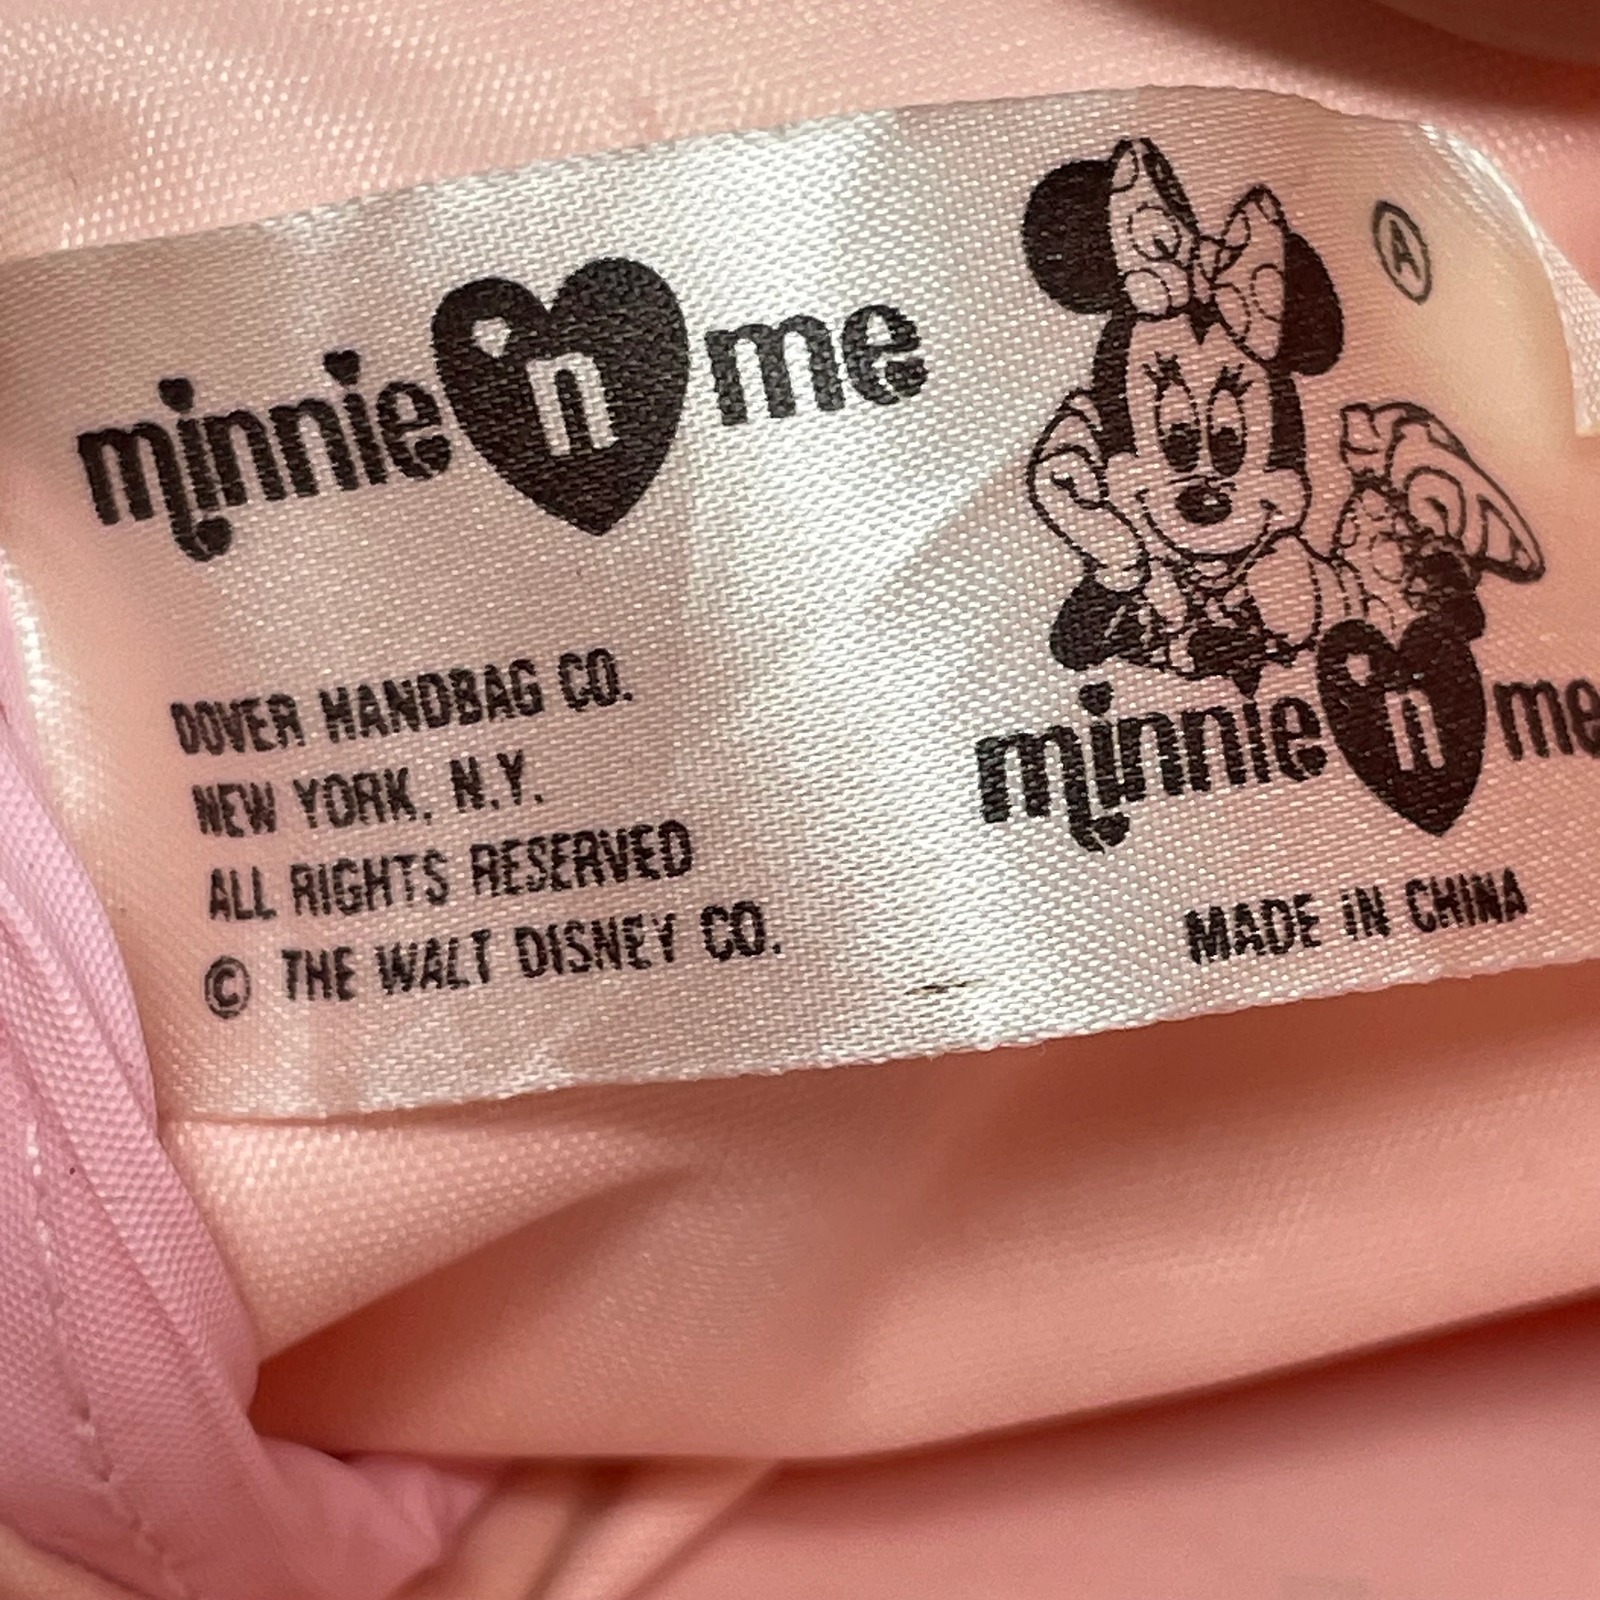 minnie 'n me
DOVER HANDBAG CO.
NEW YORK, N.Y.
ALL RIGHTS RESERVED
© THE WALT DISNEY CO.
A
minnie 'n me
MADE IN CHINA